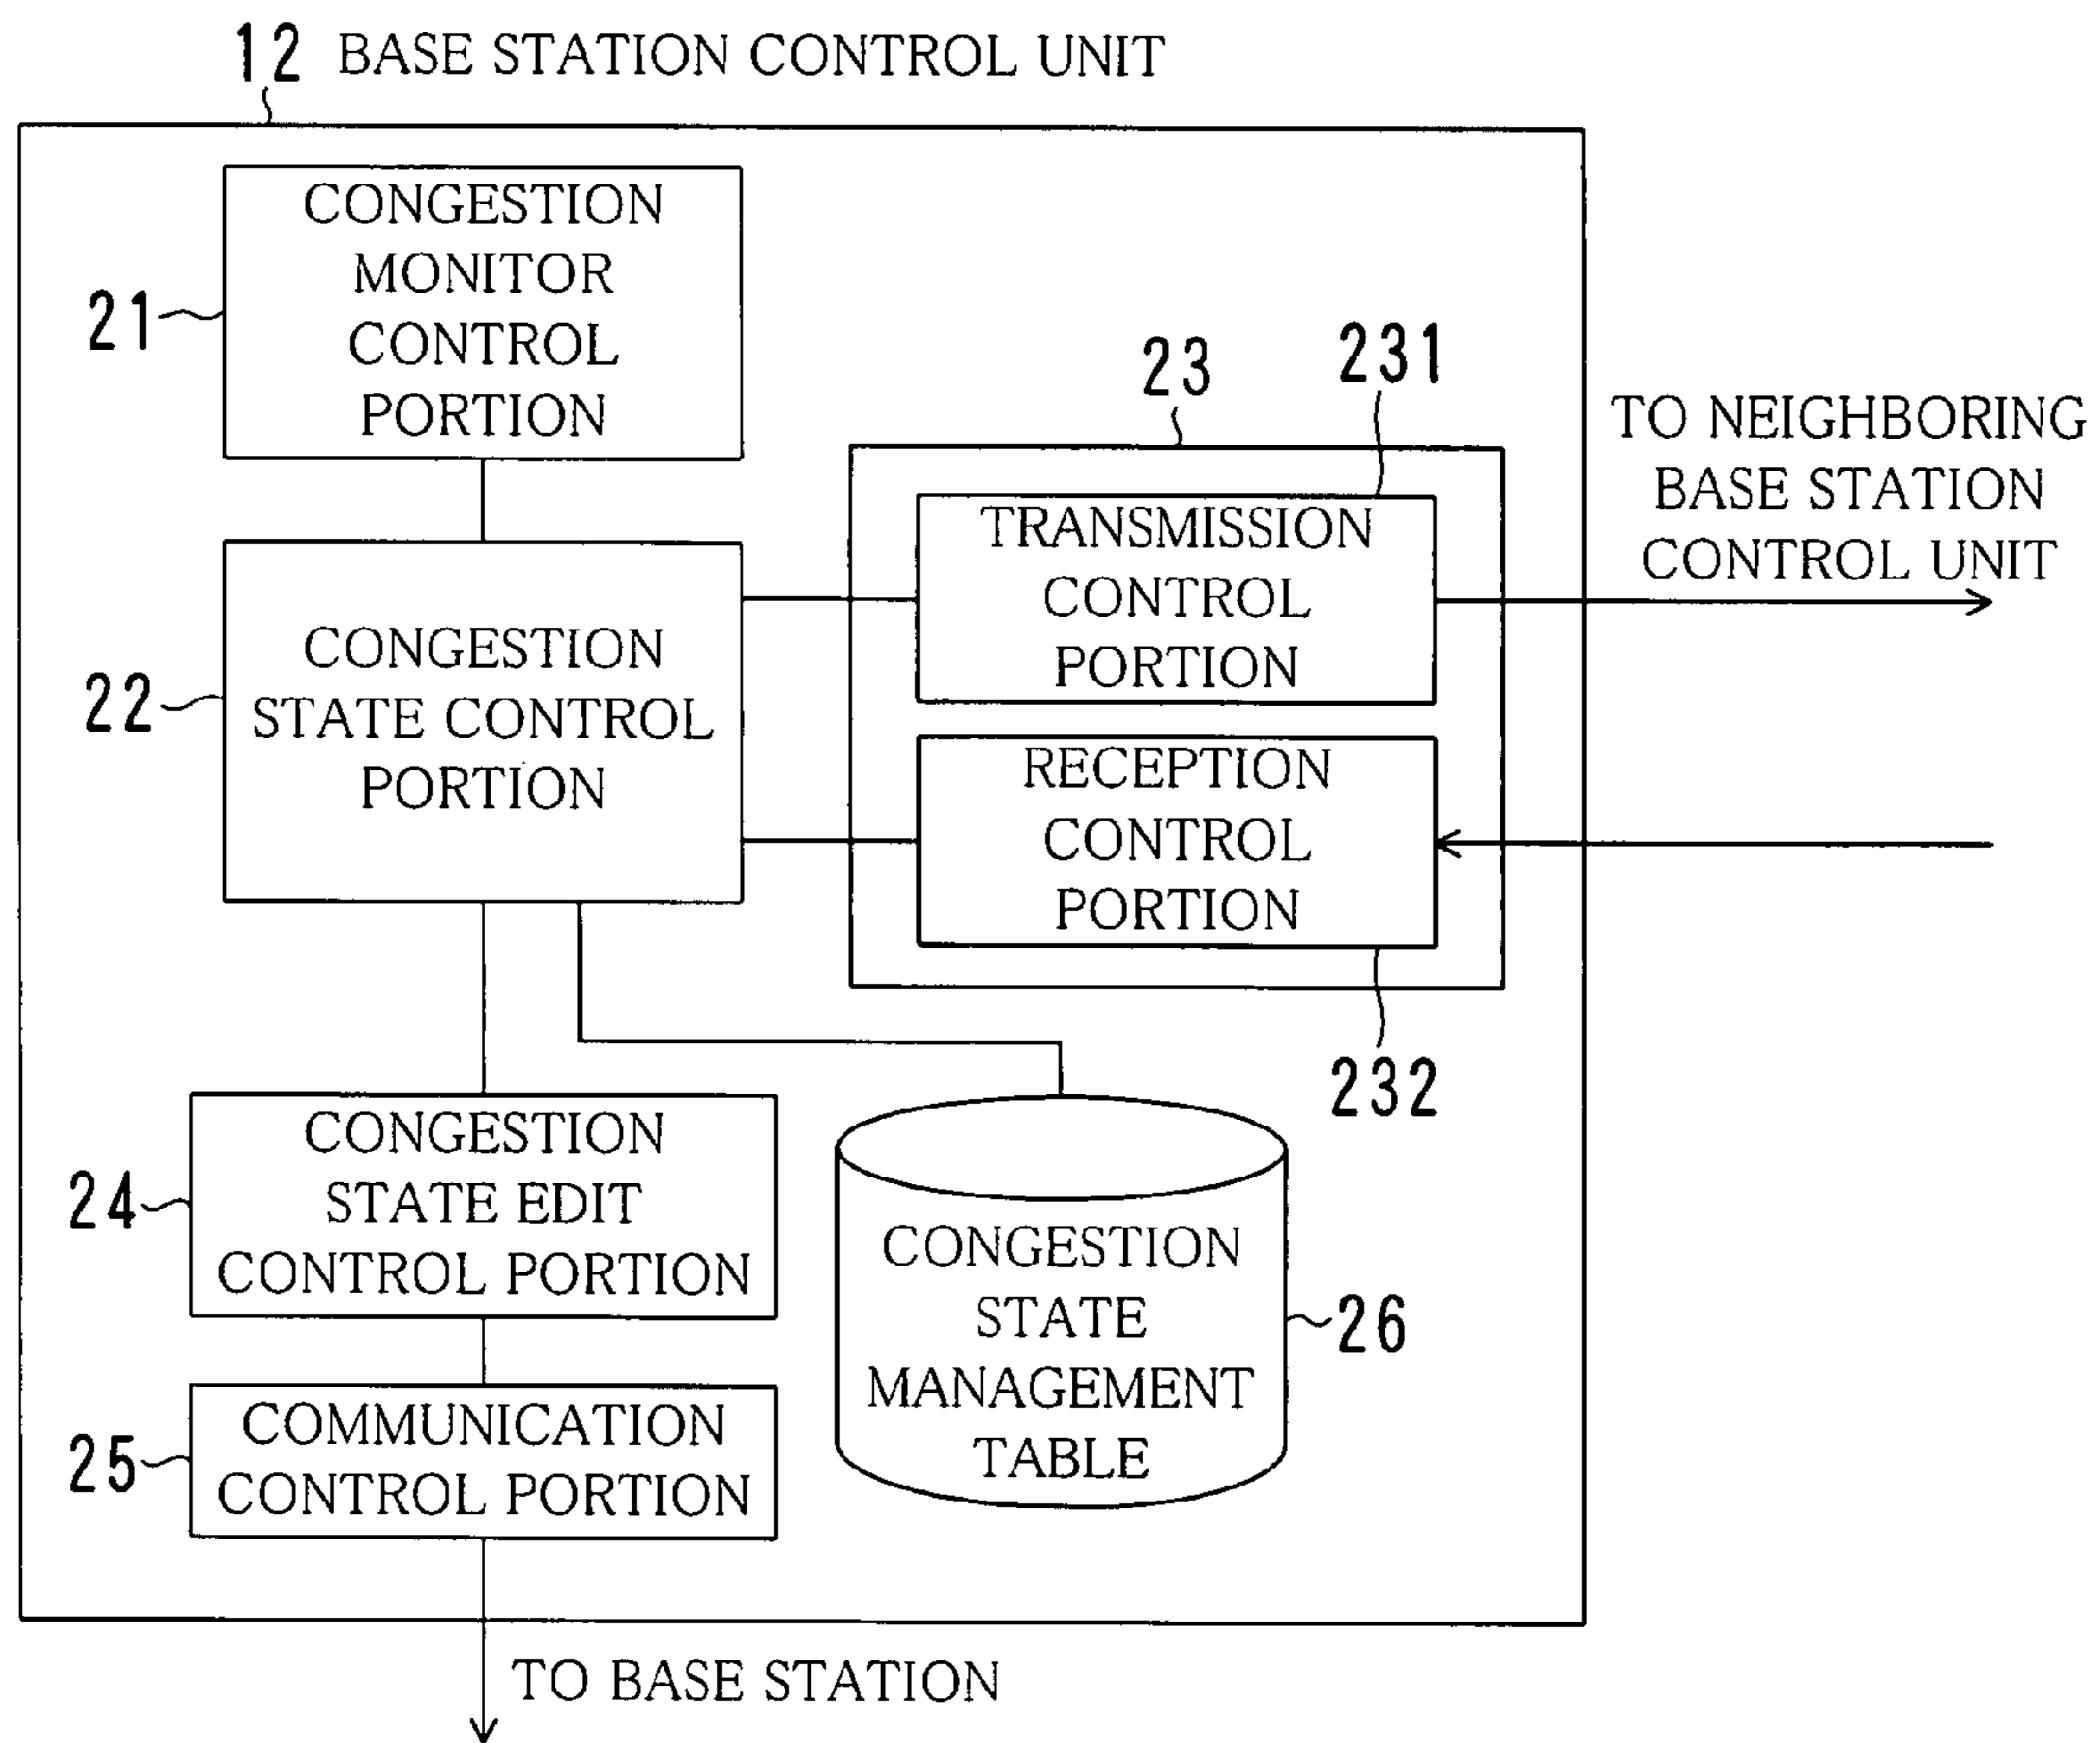 12 BASE STATION CONTROL UNIT
21
CONGESTION
MONITOR
CONTROL
PORTION
22
CONGESTION
STATE CONTROL
PORTION
23
231
TRANSMISSION
CONTROL
PORTION
RECEPTION
CONTROL
PORTION
232
TO NEIGHBORING
BASE STATION
CONTROL UNIT
24
CONGESTION
STATE EDIT
CONTROL PORTION
25
COMMUNICATION
CONTROL PORTION
CONGESTION
STATE
MANAGEMENT
TABLE
26
TO BASE STATION